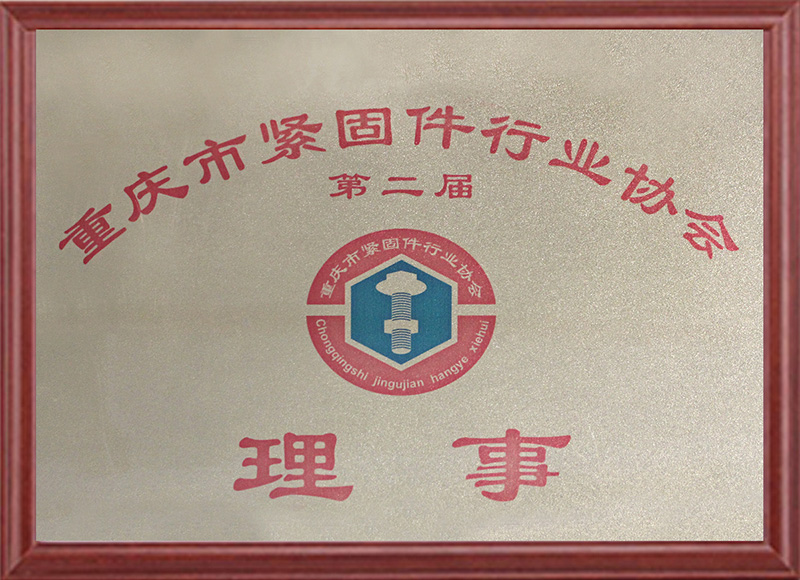 重庆市紧固件行业协会
第二届
重庆市紧固件行业协会
Chongqingshi jingujian hangye xiehui
理事